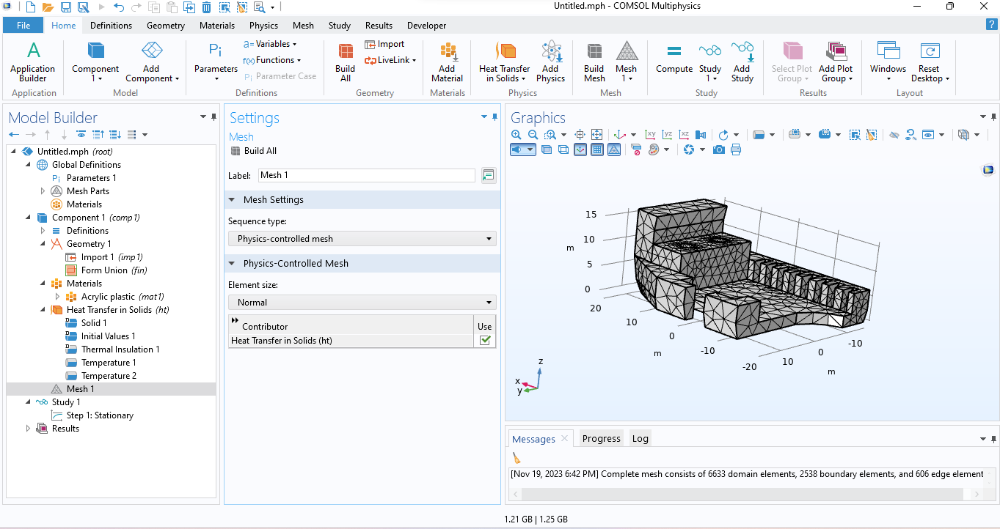 Untitled.mph - COMSOL Multiphysics
File Home Definitions Geometry Materials Physics Mesh Study Results Developer ?
A Pi a= Variables Import
f(x) Functions LiveLink
Pi Parameter Case
Application Builder
Component 1
Add Component
Parameters
Build All
Add Material
Heat Transfer in Solids
Add Physics
Build Mesh
Mesh 1
Compute
Study 1
Add Study
Select Plot Group
Add Plot Group
Windows
Reset Desktop
Application Model Definitions Geometry Materials Physics Mesh Study Results Layout
Model Builder
Untitled.mph (root)
Global Definitions
Pi Parameters 1
Mesh Parts
Materials
Component 1 (comp1)
Definitions
Geometry 1
Import 1 (imp1)
Form Union (fin)
Materials
Acrylic plastic (mat1)
Heat Transfer in Solids (ht)
Solid 1
Initial Values 1
Thermal Insulation 1
Temperature 1
Temperature 2
Mesh 1
Study 1
Step 1: Stationary
Results
Settings
Mesh
Build All
Label: Mesh 1
Mesh Settings
Sequence type:
Physics-controlled mesh
Physics-Controlled Mesh
Element size:
Normal
Contributor Use
Heat Transfer in Solids (ht)
Graphics
xy yz xz
15
10
m
5
0
20
10
0
m
-10
-20
10
0
-10
m
z
x
y
Messages Progress Log
[Nov 19, 2023 6:42 PM] Complete mesh consists of 6633 domain elements, 2538 boundary elements, and 606 edge element
1.21 GB | 1.25 GB